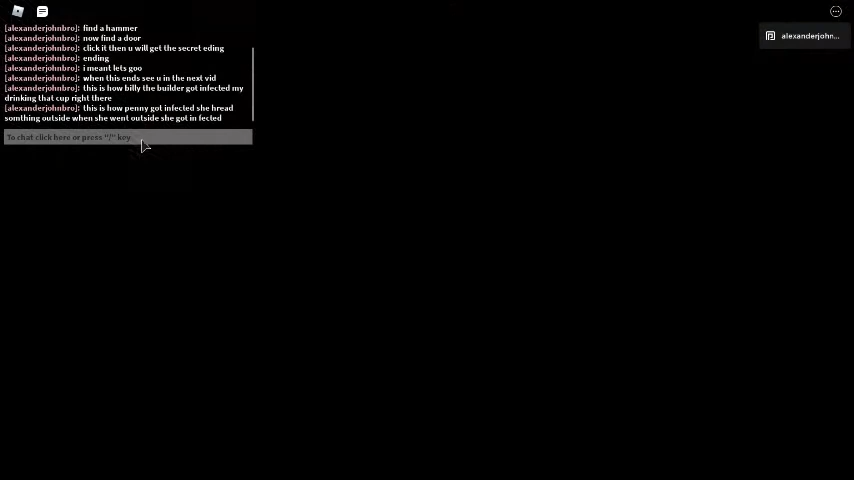 [alexanderjohnbro]: find a hammer
[alexanderjohnbro]: now find a door
[alexanderjohnbro]: click it then u will get the secret eding
[alexanderjohnbro]: ending
[alexanderjohnbro]: i meant lets goo
[alexanderjohnbro]: when this ends see u in the next vid
[alexanderjohnbro]: this is how billy the builder got infected my
drinking that cup right there
[alexanderjohnbro]: this is how penny got infected she hread
somthing outside when she went outside she got in fected
To chat click here or press "/" key
alexanderjohn...